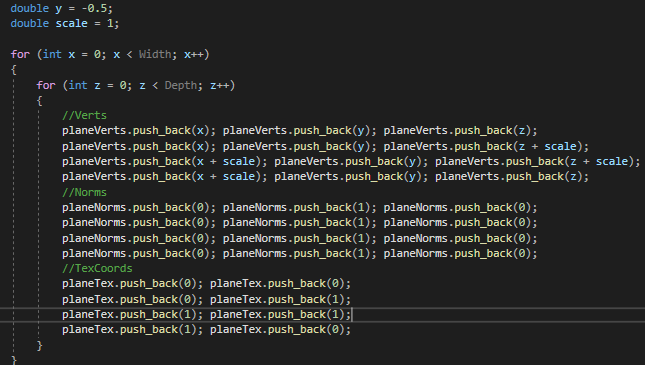 double y = -0.5;
double scale = 1;
for (int x = 0; x < Width; x++)
{
for (int z = 0; z < Depth; z++)
{
//Verts
planeVerts.push_back(x); planeVerts.push_back(y); planeVerts.push_back(z);
planeVerts.push_back(x); planeVerts.push_back(y); planeVerts.push_back(z + scale);
planeVerts.push_back(x + scale); planeVerts.push_back(y); planeVerts.push_back(z + scale);
planeVerts.push_back(x + scale); planeVerts.push_back(y); planeVerts.push_back(z);
//Norms
planeNorms.push_back(0); planeNorms.push_back(1); planeNorms.push_back(0);
planeNorms.push_back(0); planeNorms.push_back(1); planeNorms.push_back(0);
planeNorms.push_back(0); planeNorms.push_back(1); planeNorms.push_back(0);
planeNorms.push_back(0); planeNorms.push_back(1); planeNorms.push_back(0);
//TexCoords
planeTex.push_back(0); planeTex.push_back(0);
planeTex.push_back(0); planeTex.push_back(1);
planeTex.push_back(1); planeTex.push_back(1);
planeTex.push_back(1); planeTex.push_back(0);
}
}